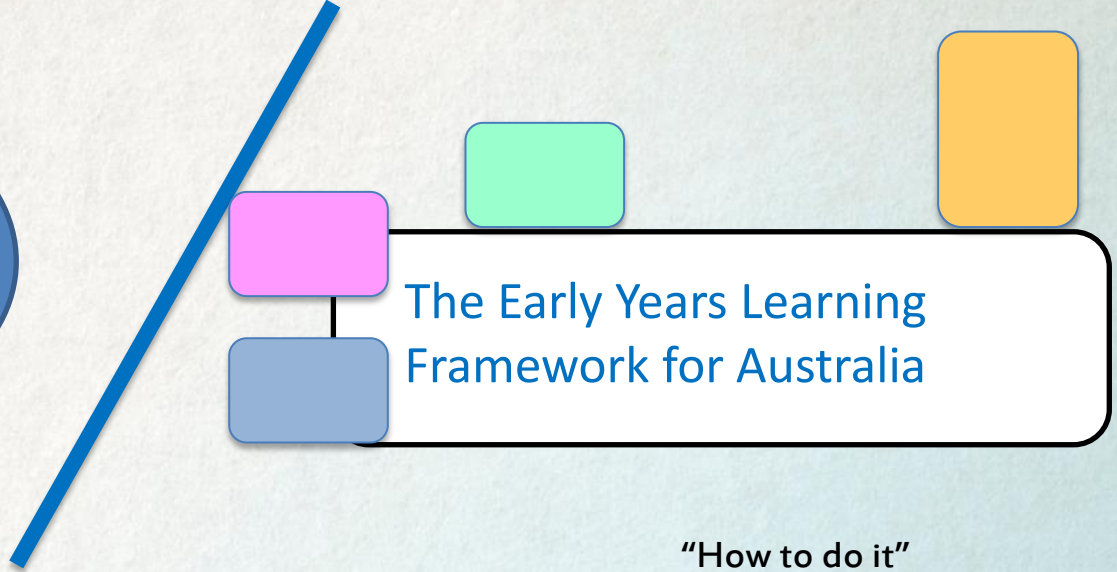 The Early Years Learning
Framework for Australia
“How to do it”